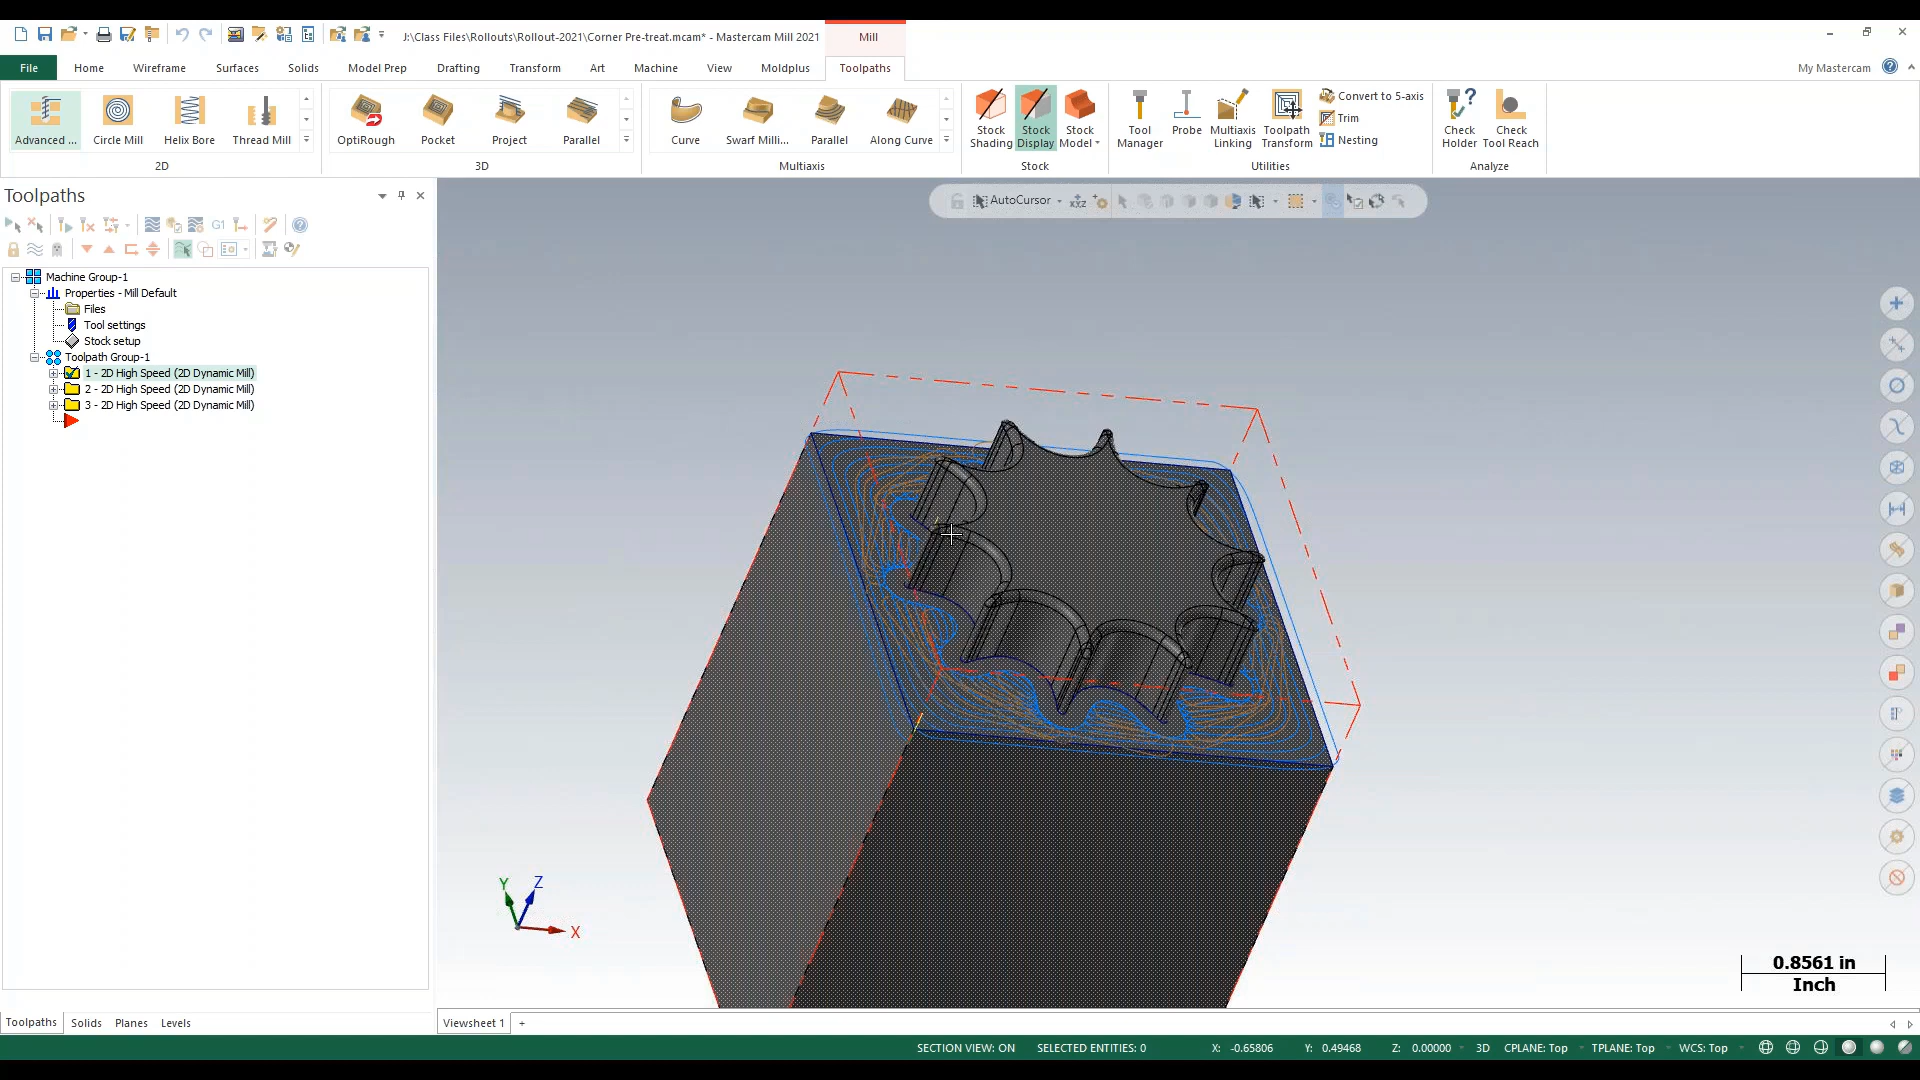 J:\Class Files\Rollouts\Rollout-2021\Corner Pre-treat.mcam* - Mastercam Mill 2021
Mill
File
Home
Wireframe
Surfaces
Solids
Model Prep
Drafting
Transform
Art
Machine
View
Moldplus
Toolpaths
My Mastercam
Advanced ...
Circle Mill
Helix Bore
Thread Mill
OptiRough
Pocket
Project
Parallel
Curve
Swarf Milli...
Parallel
Along Curve
Stock Shading
Stock Display
Stock Model
Tool Manager
Probe
Multiaxis Linking
Toolpath Transform
Convert to 5-axis
Trim
Nesting
Check Holder
Check Tool Reach
2D
3D
Multiaxis
Stock
Utilities
Analyze
Toolpaths
AutoCursor
G1
Machine Group-1
Properties - Mill Default
Files
Tool settings
Stock setup
Toolpath Group-1
1 - 2D High Speed (2D Dynamic Mill)
2 - 2D High Speed (2D Dynamic Mill)
3 - 2D High Speed (2D Dynamic Mill)
Y
Z
X
0.8561 in
Inch
Toolpaths
Solids
Planes
Levels
Viewsheet 1
+
SECTION VIEW: ON
SELECTED ENTITIES: 0
X: -0.65806
Y: 0.49468
Z: 0.00000
3D
CPLANE: Top
TPLANE: Top
WCS: Top